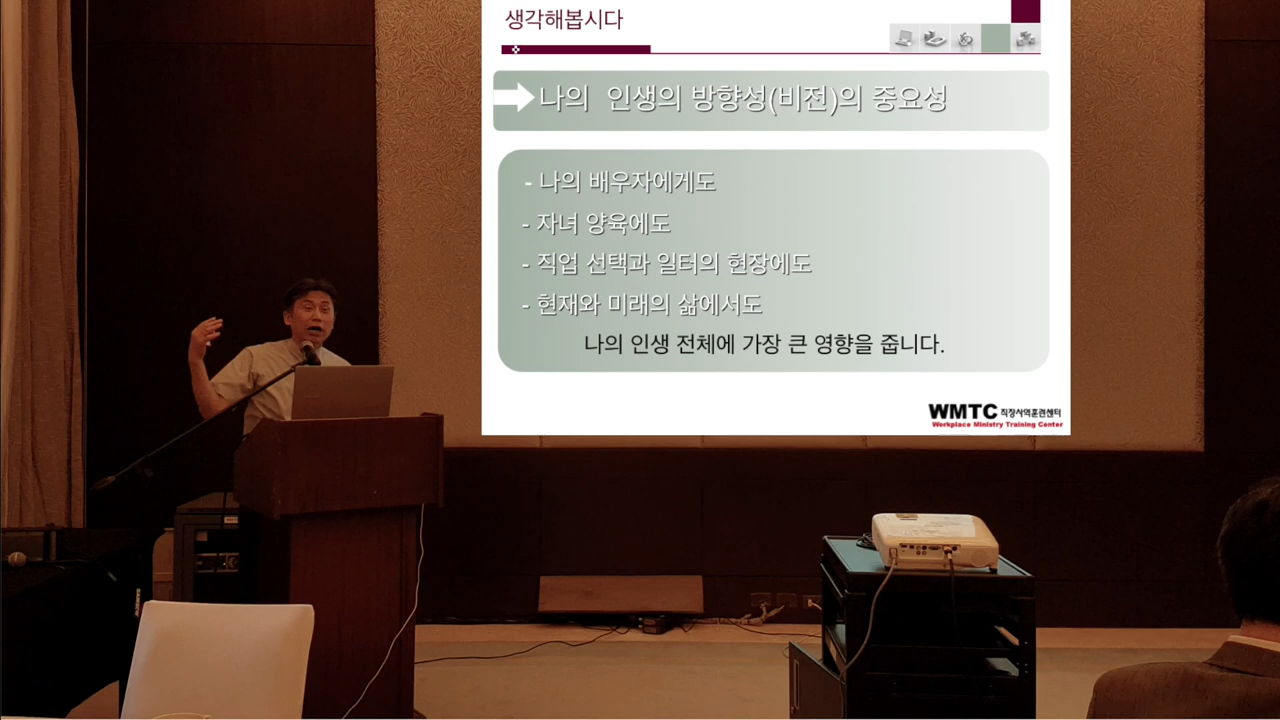 생각해봅시다
나의 인생의 방향성(비전)의 중요성
- 나의 배우자에게도
- 자녀 양육에도
- 직업 선택과 일터의 현장에도
- 현재와 미래의 삶에서도
나의 인생 전체에 가장 큰 영향을 줍니다.
WMTC 직장사역훈련센터
Workplace Ministry Training Center